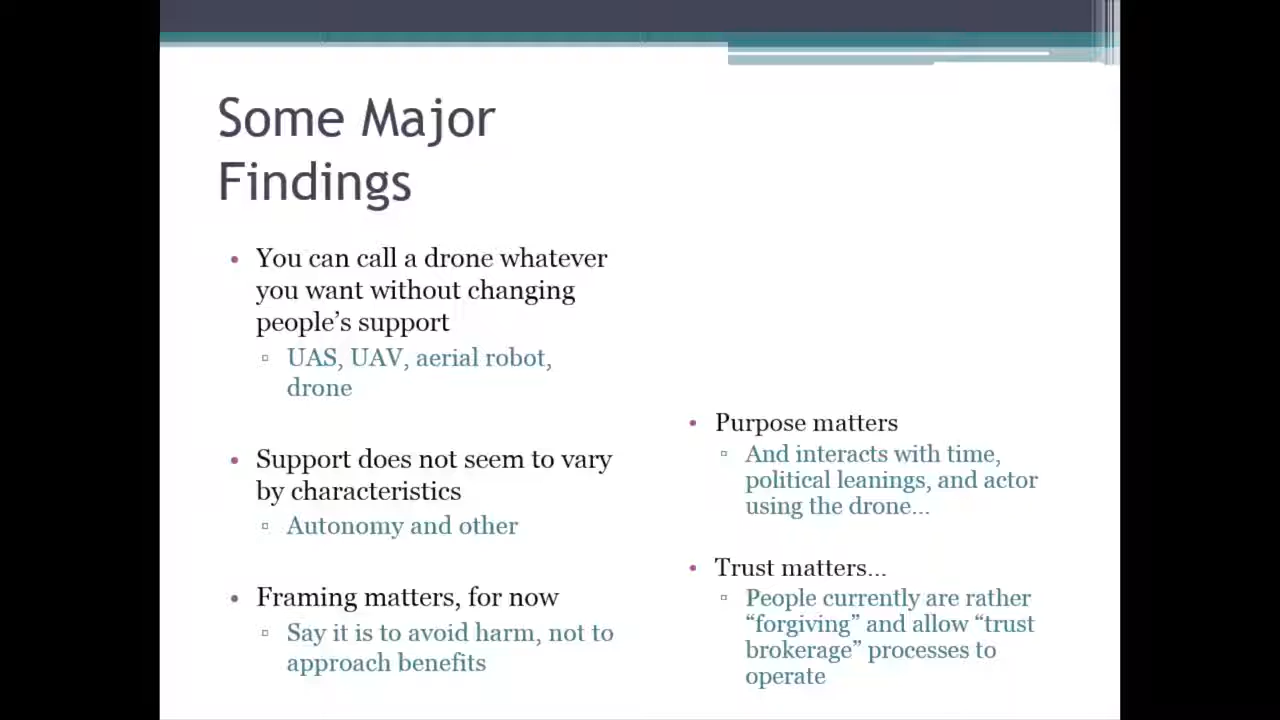 Some Major
Findings
• You can call a drone whatever
you want without changing
people's support
▫ UAS, UAV, aerial robot,
drone
• Support does not seem to vary
by characteristics
▫ Autonomy and other
• Framing matters, for now
▫ Say it is to avoid harm, not to
approach benefits
• Purpose matters
▫ And interacts with time,
political leanings, and actor
using the drone…
• Trust matters…
▫ People currently are rather
“forgiving” and allow “trust
brokerage” processes to
operate